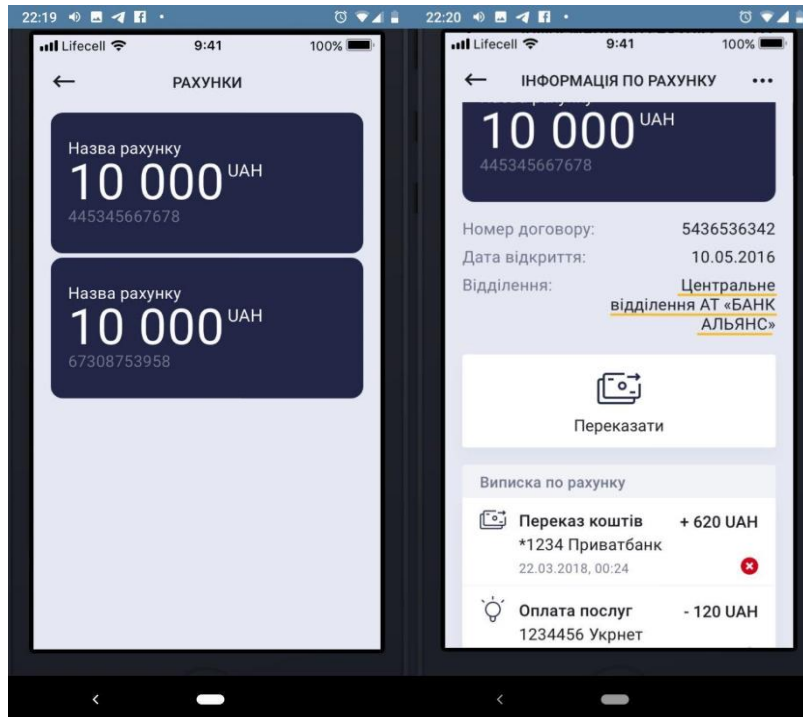 22:19
Lifecell 9:41 100%
РАХУНКИ
Назва рахунку
10 000 UAH
445345667678
Назва рахунку
10 000 UAH
67308753958
22:20
Lifecell 9:41 100%
ІНФОРМАЦІЯ ПО РАХУНКУ
10 000 UAH
445345667678
Номер договору: 5436536342
Дата відкриття: 10.05.2016
Відділення: Центральне
відділення АТ «БАНК
АЛЬЯНС»
Переказати
Виписка по рахунку
Переказ коштів + 620 UAH
*1234 Приватбанк
22.03.2018, 00:24
Оплата послуг - 120 UAH
1234456 Укрнет